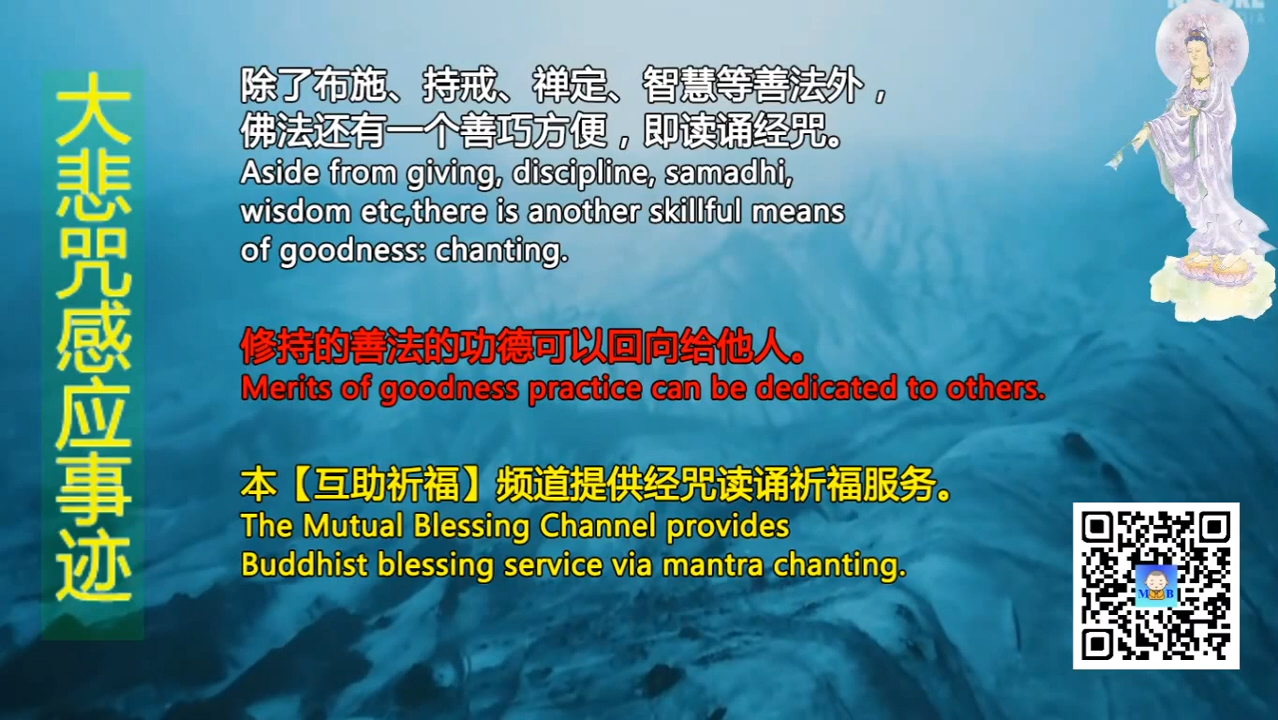 大悲咒感应事迹
除了布施、持戒、禅定、智慧等善法外，
佛法还有一个善巧方便，即读诵经咒。
Aside from giving, discipline, samadhi,
wisdom etc,there is another skillful means
of goodness: chanting.
修持的善法的功德可以回向给他人。
Merits of goodness practice can be dedicated to others.
本【互助祈福】频道提供经咒读诵祈福服务。
The Mutual Blessing Channel provides
Buddhist blessing service via mantra chanting.
M B